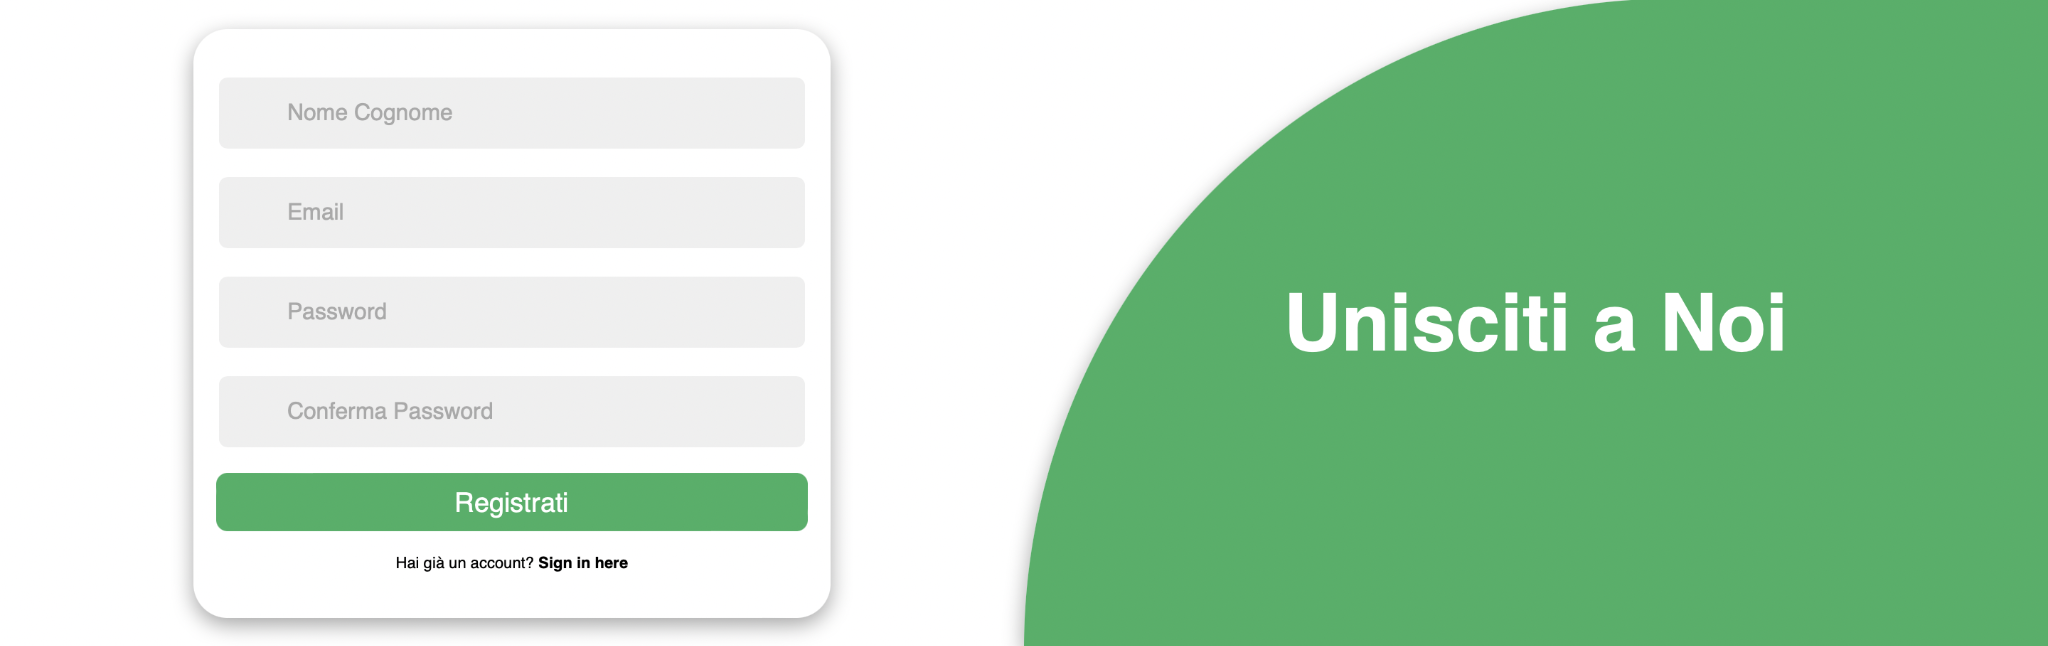 Nome Cognome
Email
Password
Conferma Password
Registrati
Hai già un account? Sign in here
Unisciti a Noi